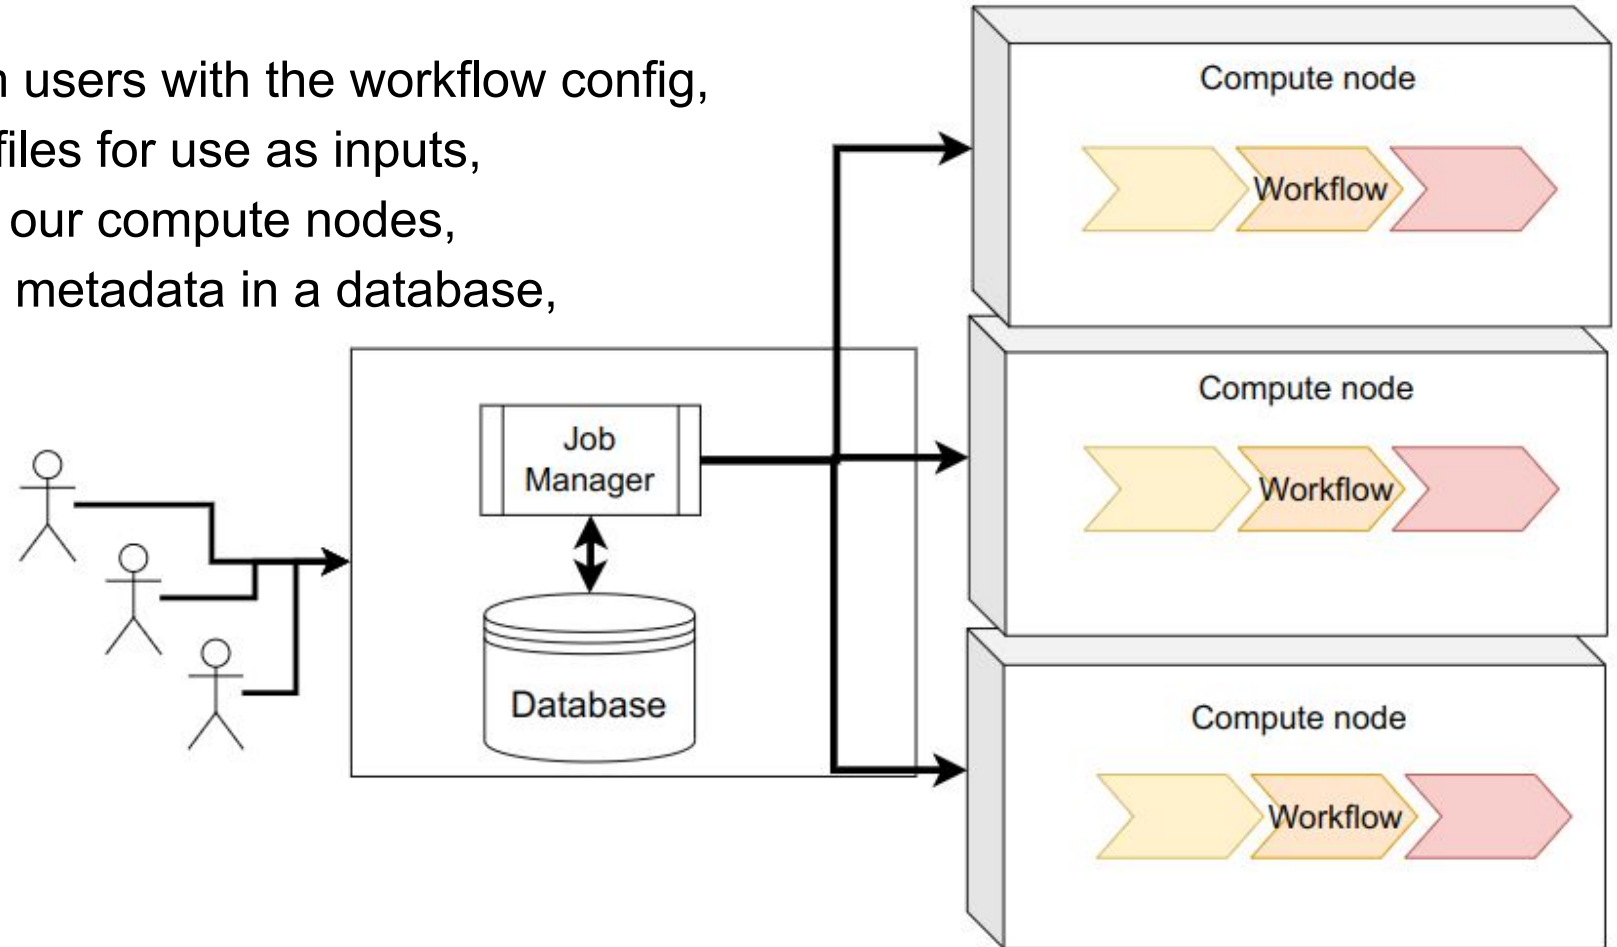 users with the workflow config,
files for use as inputs,
our compute nodes,
metadata in a database,
Compute node
Workflow
Job
Manager
Compute node
Workflow
Database
Compute node
Workflow